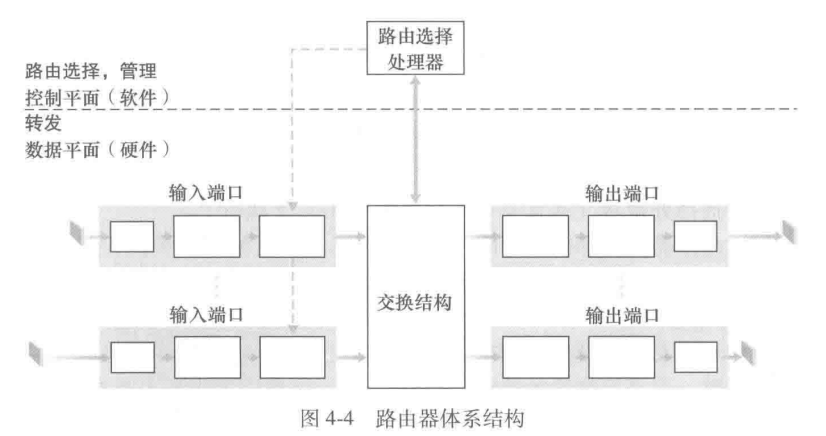 路由选择
处理器
路由选择，管理
控制平面（软件）
转发
数据平面（硬件）
输入端口
输出端口
交换结构
输入端口
输出端口
图 4-4 路由器体系结构